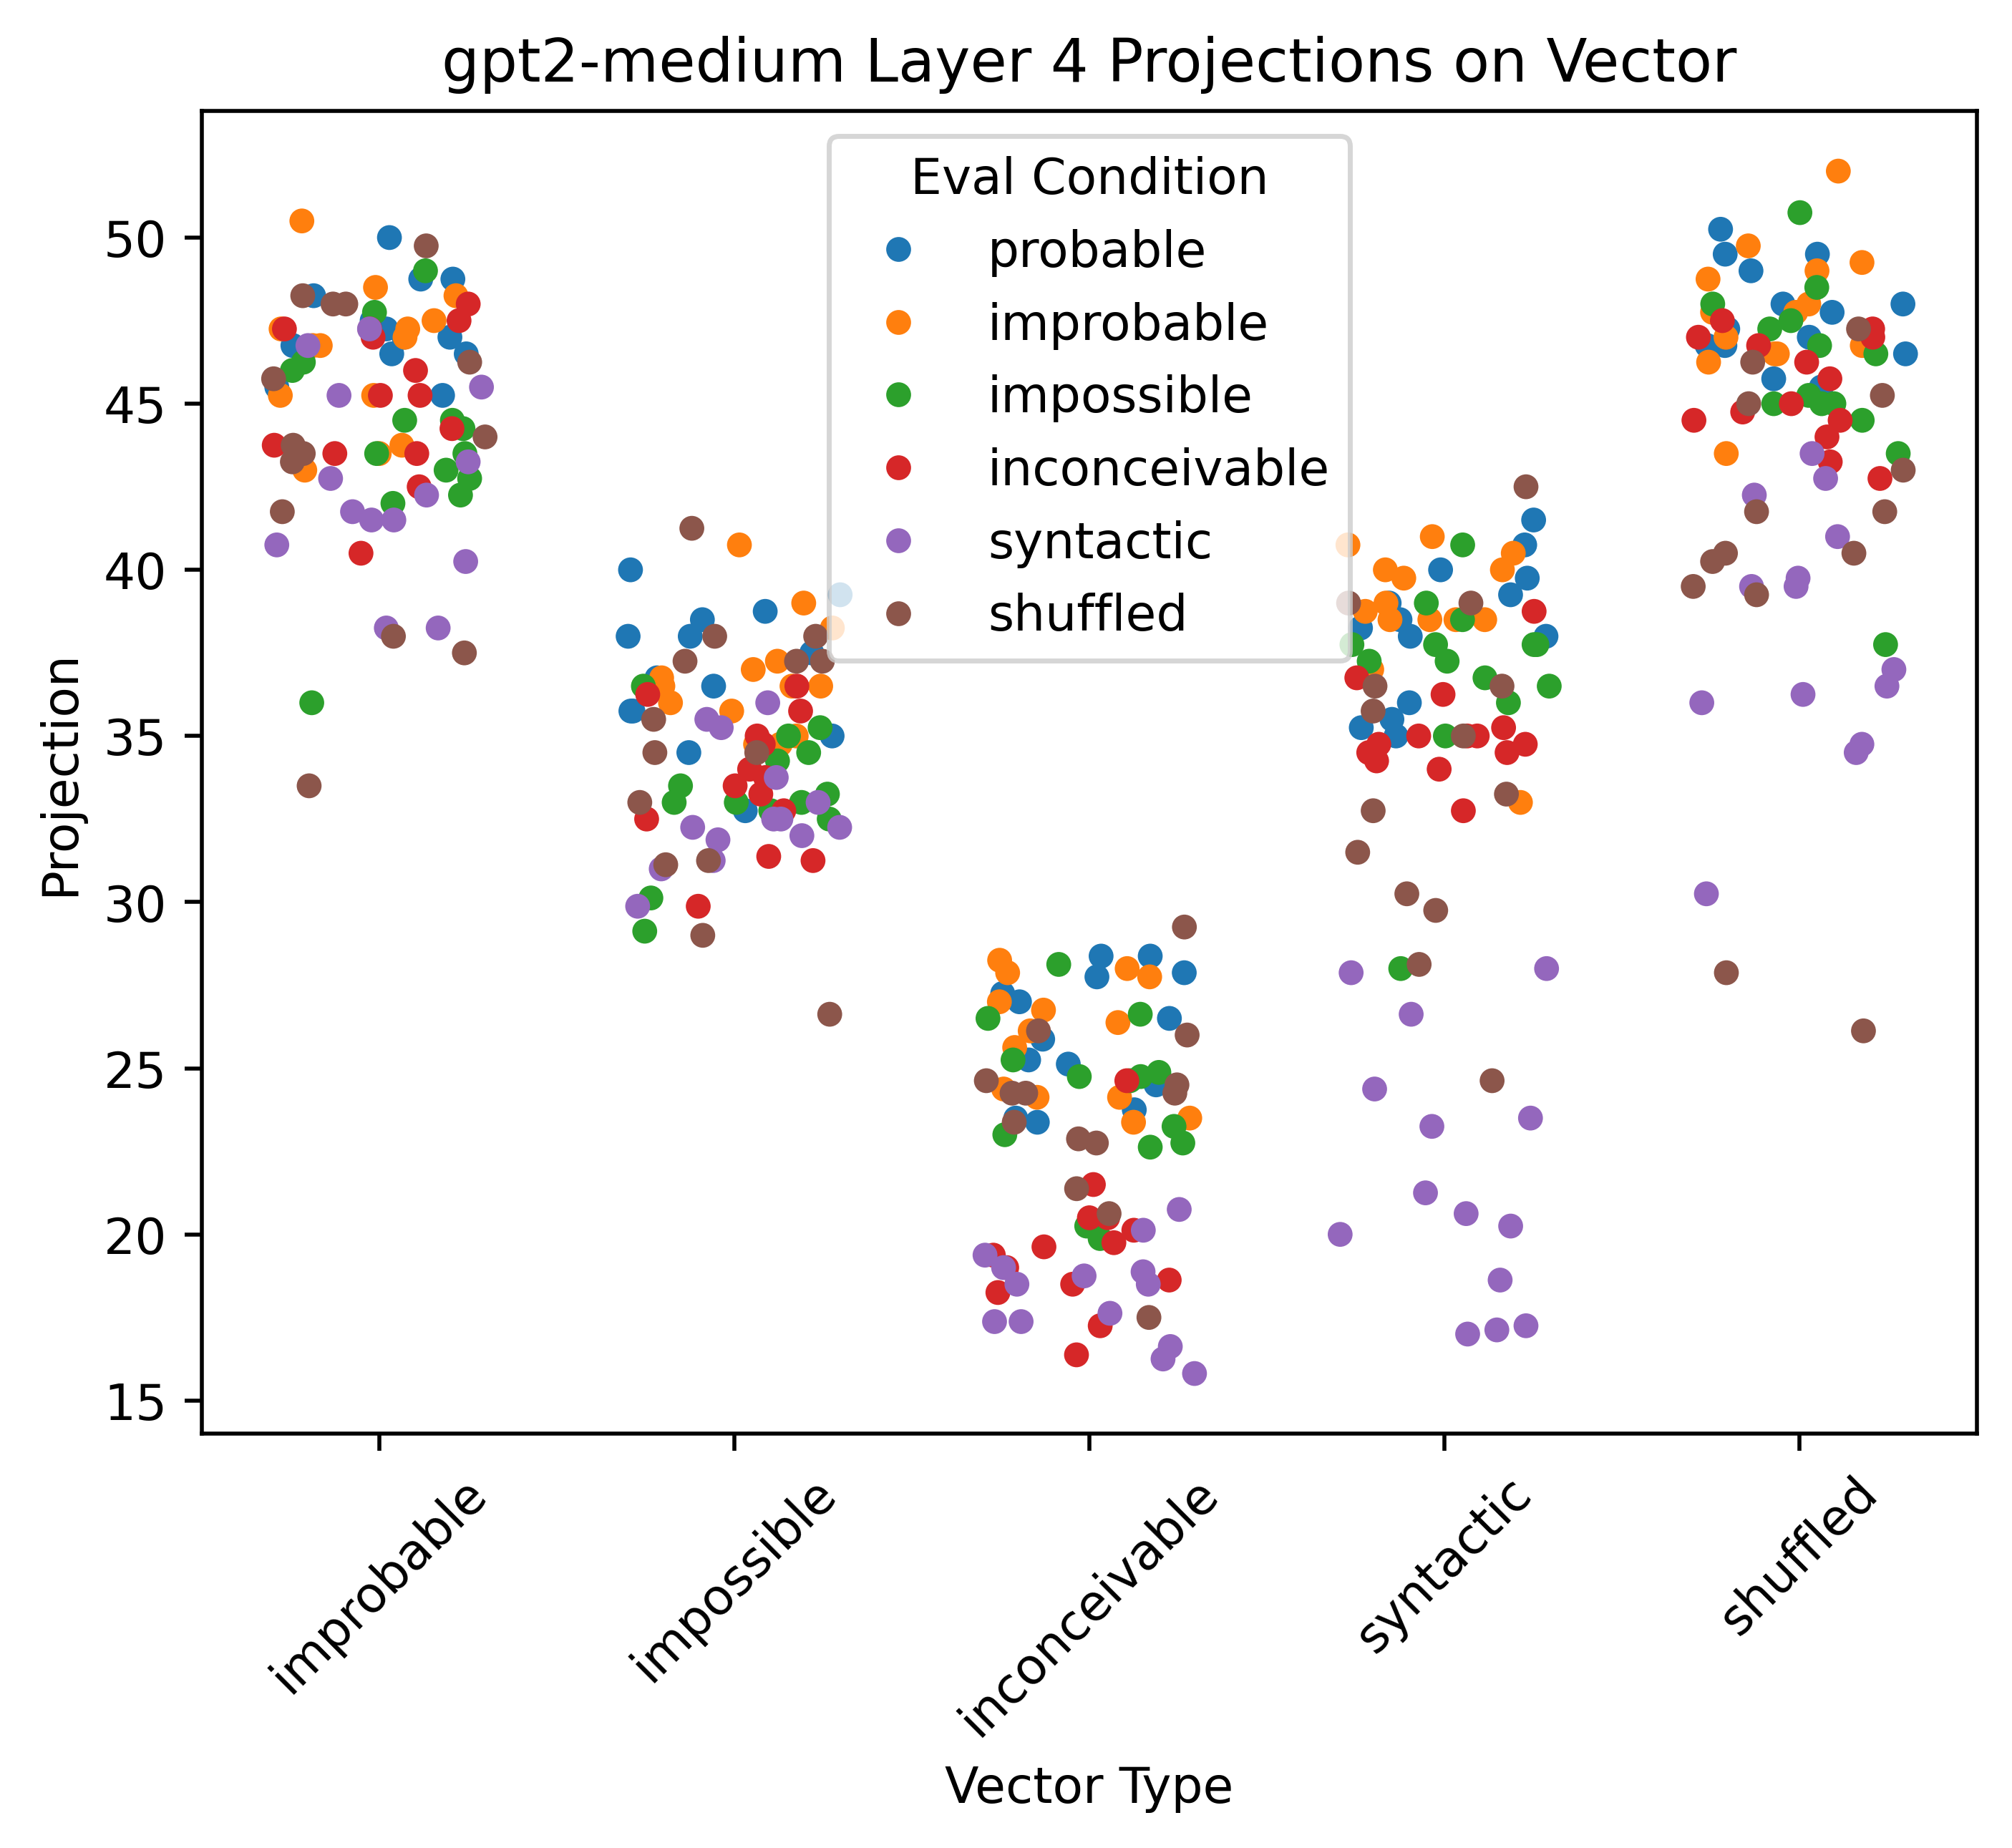 gpt2-medium Layer 4 Projections on Vector
Eval Condition
probable
improbable
impossible
inconceivable
syntactic
shuffled
Projection
50
45
40
35
30
25
20
15
improbable
impossible
inconceivable
syntactic
shuffled
Vector Type